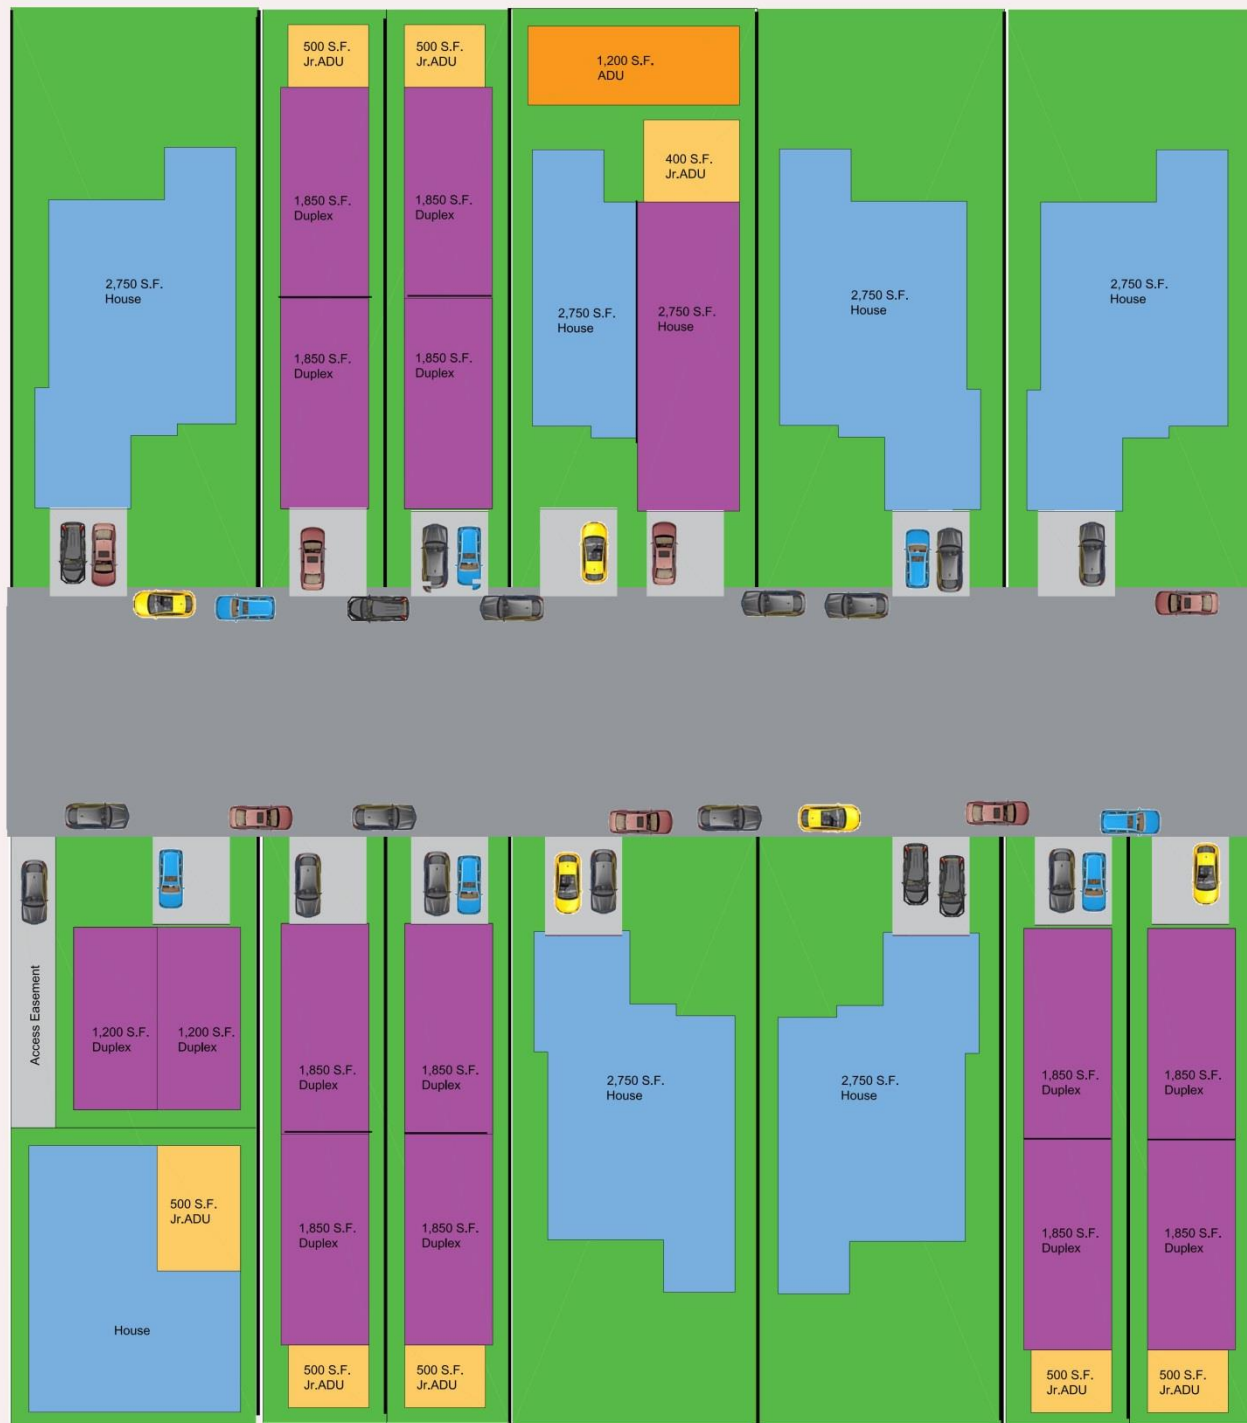 500 S.F.
Jr.ADU
500 S.F.
Jr.ADU
1,200 S.F.
ADU
400 S.F.
Jr.ADU
1,850 S.F.
Duplex
1,850 S.F.
Duplex
2,750 S.F.
House
2,750 S.F.
House
2,750 S.F.
House
2,750 S.F.
House
2,750 S.F.
House
1,850 S.F.
Duplex
1,850 S.F.
Duplex
Access Easement
1,200 S.F.
Duplex
1,200 S.F.
Duplex
1,850 S.F.
Duplex
1,850 S.F.
Duplex
2,750 S.F.
House
2,750 S.F.
House
1,850 S.F.
Duplex
1,850 S.F.
Duplex
500 S.F.
Jr.ADU
House
1,850 S.F.
Duplex
1,850 S.F.
Duplex
1,850 S.F.
Duplex
1,850 S.F.
Duplex
500 S.F.
Jr.ADU
500 S.F.
Jr.ADU
500 S.F.
Jr.ADU
500 S.F.
Jr.ADU